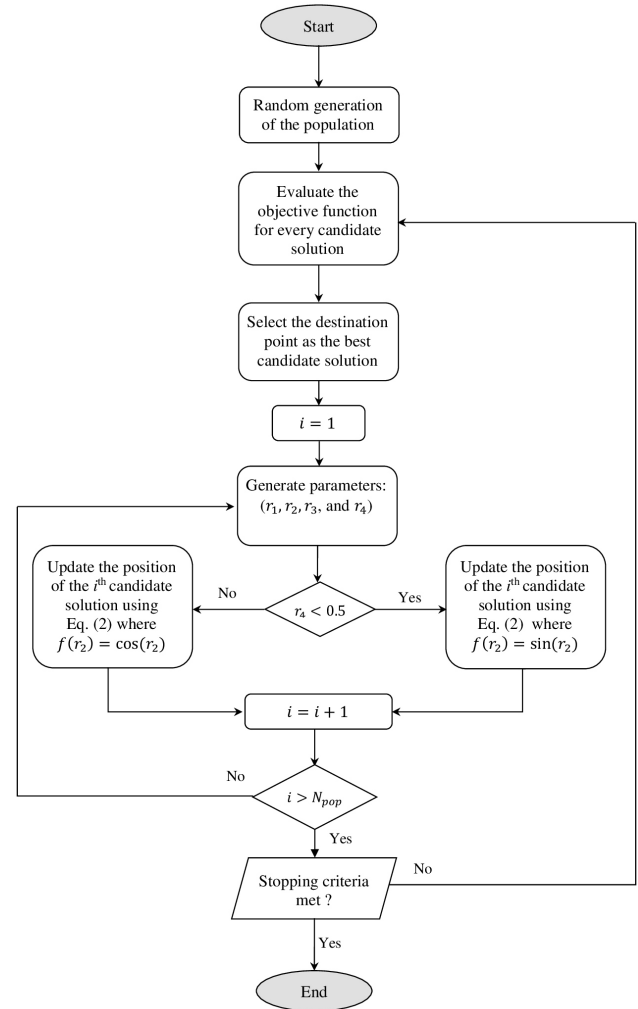 Start
Random generation
of the population
Evaluate the
objective function
for every candidate
solution
Select the destination
point as the best
candidate solution
i = 1
Generate parameters:
(r₁, r₂, r₃, and r₄)
Update the position
of the iᵗʰ candidate
solution using
Eq. (2) where
f(r₂) = cos(r₂)
No
r₄ < 0.5
Yes
Update the position
of the iᵗʰ candidate
solution using
Eq. (2) where
f(r₂) = sin(r₂)
i = i + 1
No
i > Nₚₒₚ
Yes
Stopping criteria
met ?
No
Yes
End